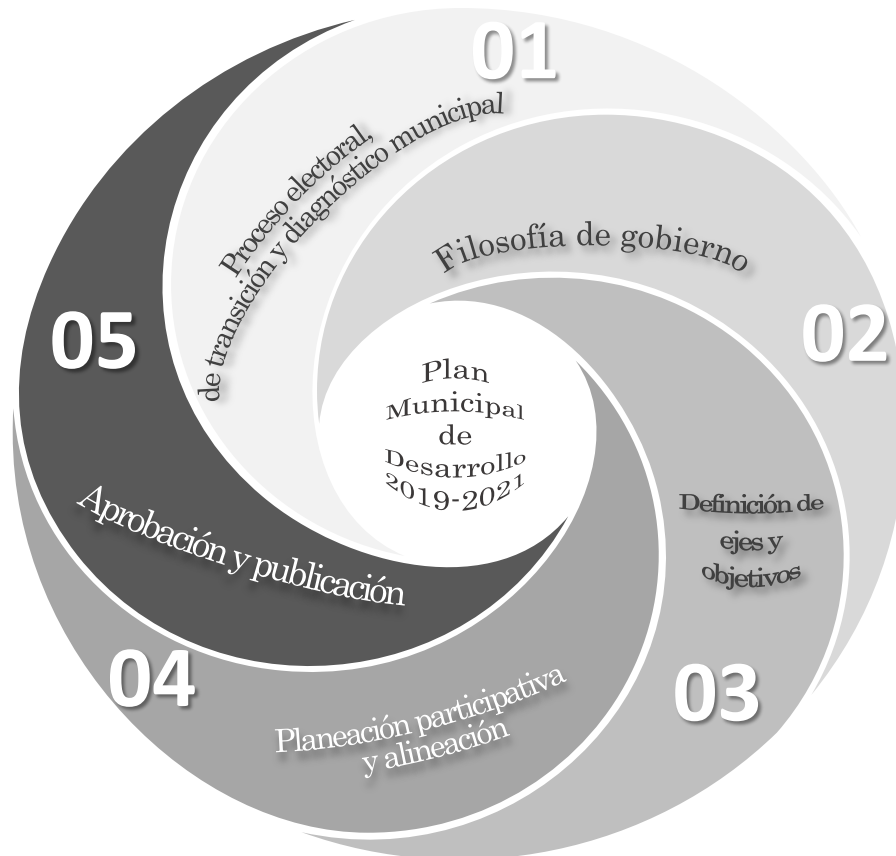 01
Proceso electoral,
de transición y diagnóstico municipal
02
Filosofía de gobierno
03
Definición de
ejes y
objetivos
04
Planeación participativa
y alineación
05
Aprobación y publicación
Plan
Municipal
de
Desarrollo
2019-2021